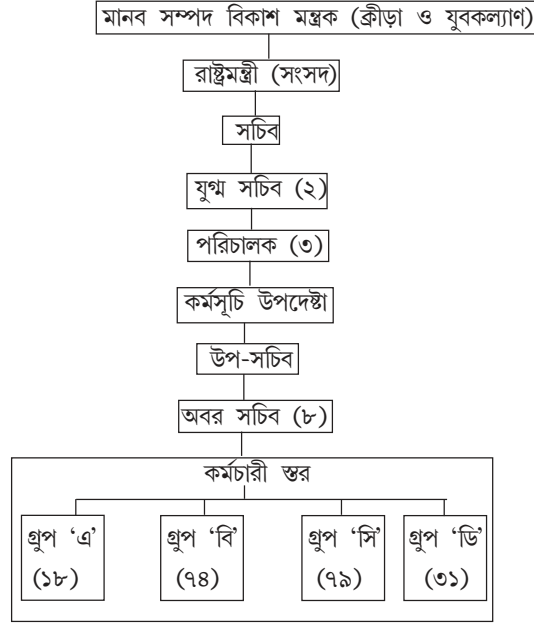 মানব সম্পদ বিকাশ মন্ত্রক (ক্রীড়া ও যুবকল্যাণ)
রাষ্ট্রমন্ত্রী (সংসদ)
সচিব
যুগ্ম সচিব (২)
পরিচালক (৩)
কর্মসূচি উপদেষ্টা
উপ-সচিব
অবর সচিব (৮)
কর্মচারী স্তর
গ্রুপ ‘এ’ গ্রুপ ‘বি’ গ্রুপ ‘সি’ গ্রুপ ‘ডি’
(১৮) (৭৪) (৭৯) (৩১)